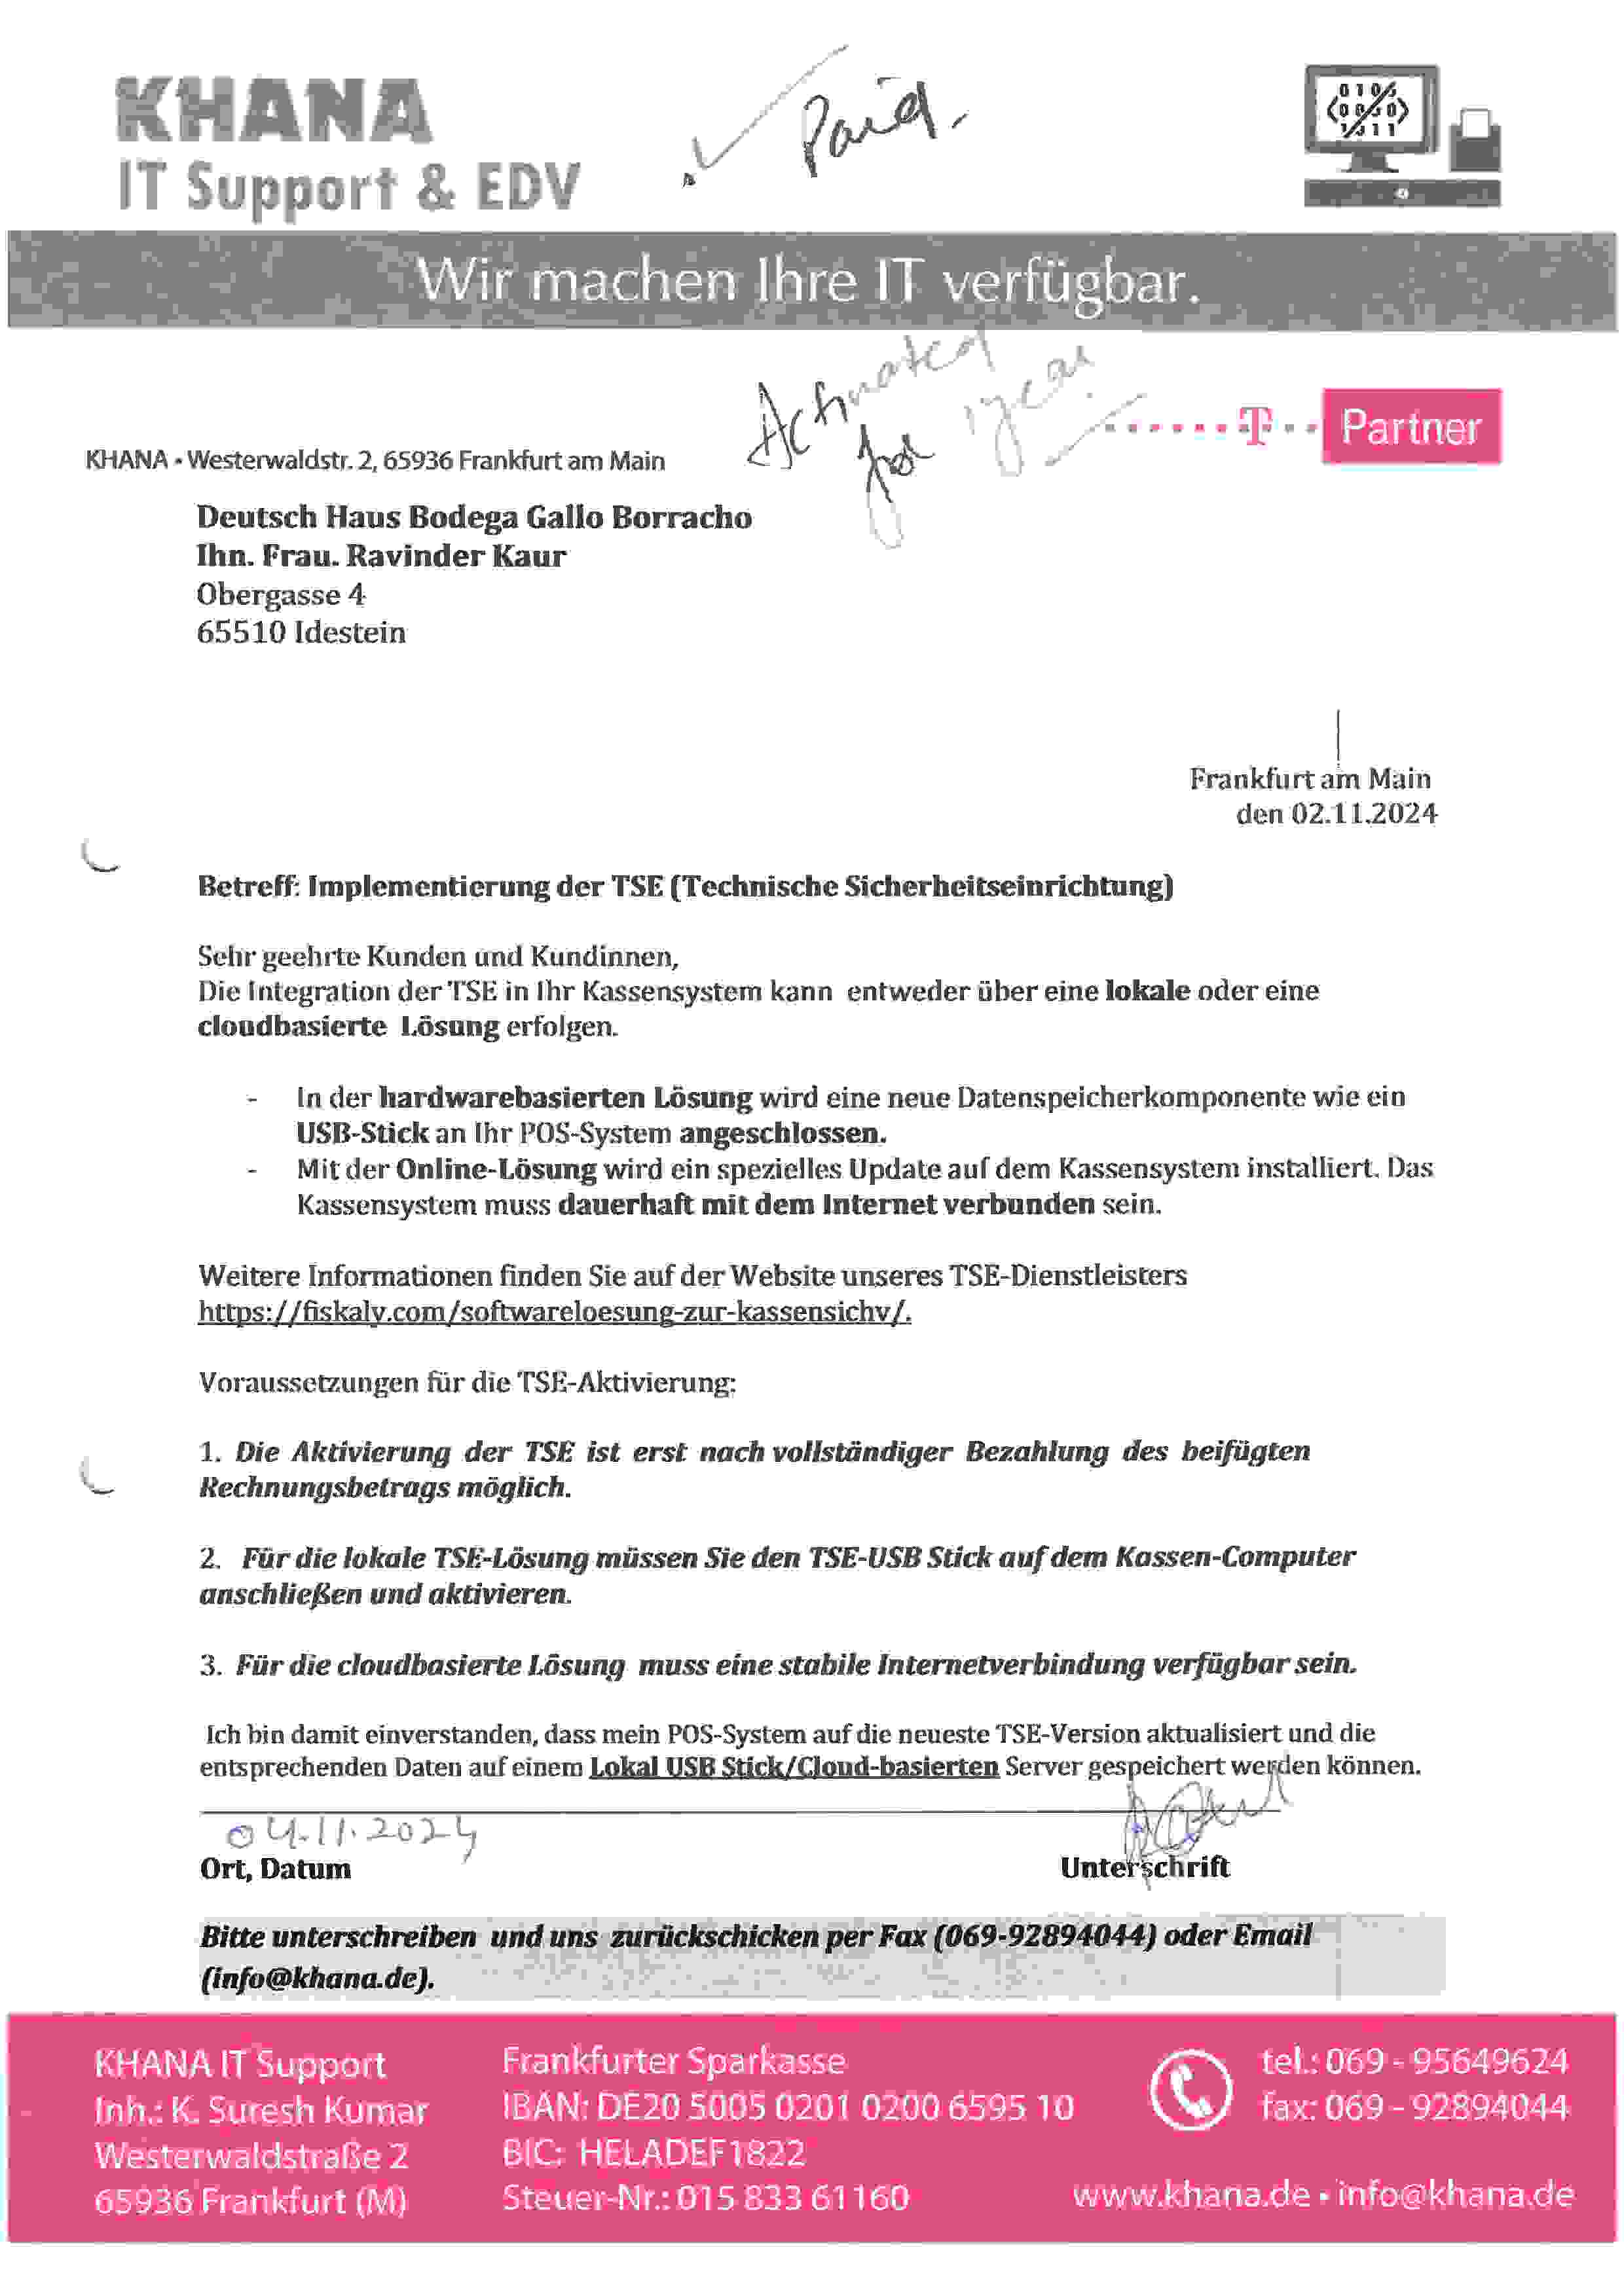 KHANA
IT Support & EDV
Paid.
0101
1311
Wir machen Ihre IT verfügbar.
Activated
for 1year
T Partner
KHANA • Westerwaldstr. 2, 65936 Frankfurt am Main
Deutsch Haus Bodega Gallo Borracho
Ihn. Frau. Ravinder Kaur
Obergasse 4
65510 Idestein
Frankfurt am Main
den 02.11.2024
Betreff: Implementierung der TSE (Technische Sicherheitseinrichtung)
Sehr geehrte Kunden und Kundinnen,
Die Integration der TSE in Ihr Kassensystem kann entweder über eine lokale oder eine
cloudbasierte Lösung erfolgen.
- In der hardwarebasierten Lösung wird eine neue Datenspeicherkomponente wie ein
USB-Stick an Ihr POS-System angeschlossen.
- Mit der Online-Lösung wird ein spezielles Update auf dem Kassensystem installiert. Das
Kassensystem muss dauerhaft mit dem Internet verbunden sein.
Weitere Informationen finden Sie auf der Website unseres TSE-Dienstleisters
https://fiskaly.com/softwareloesung-zur-kassensichv/.
Voraussetzungen für die TSE-Aktivierung:
1. Die Aktivierung der TSE ist erst nach vollständiger Bezahlung des beifügten
Rechnungsbetrags möglich.
2. Für die lokale TSE-Lösung müssen Sie den TSE-USB Stick auf dem Kassen-Computer
anschließen und aktivieren.
3. Für die cloudbasierte Lösung muss eine stabile Internetverbindung verfügbar sein.
Ich bin damit einverstanden, dass mein POS-System auf die neueste TSE-Version aktualisiert und die
entsprechenden Daten auf einem Lokal USB Stick/Cloud-basierten Server gespeichert werden können.
04.11.2024
Ort, Datum Unterschrift
Bitte unterschreiben und uns zurückschicken per Fax (069-92894044) oder Email
(info@khana.de).
KHANA IT Support
Inh.: K. Suresh Kumar
Westerwaldstraße 2
65936 Frankfurt (M)
Frankfurter Sparkasse
IBAN: DE20 5005 0201 0200 6595 10
BIC: HELADEF1822
Steuer-Nr.: 015 833 61160
tel.: 069 - 95649624
fax: 069 - 92894044
www.khana.de • info@khana.de